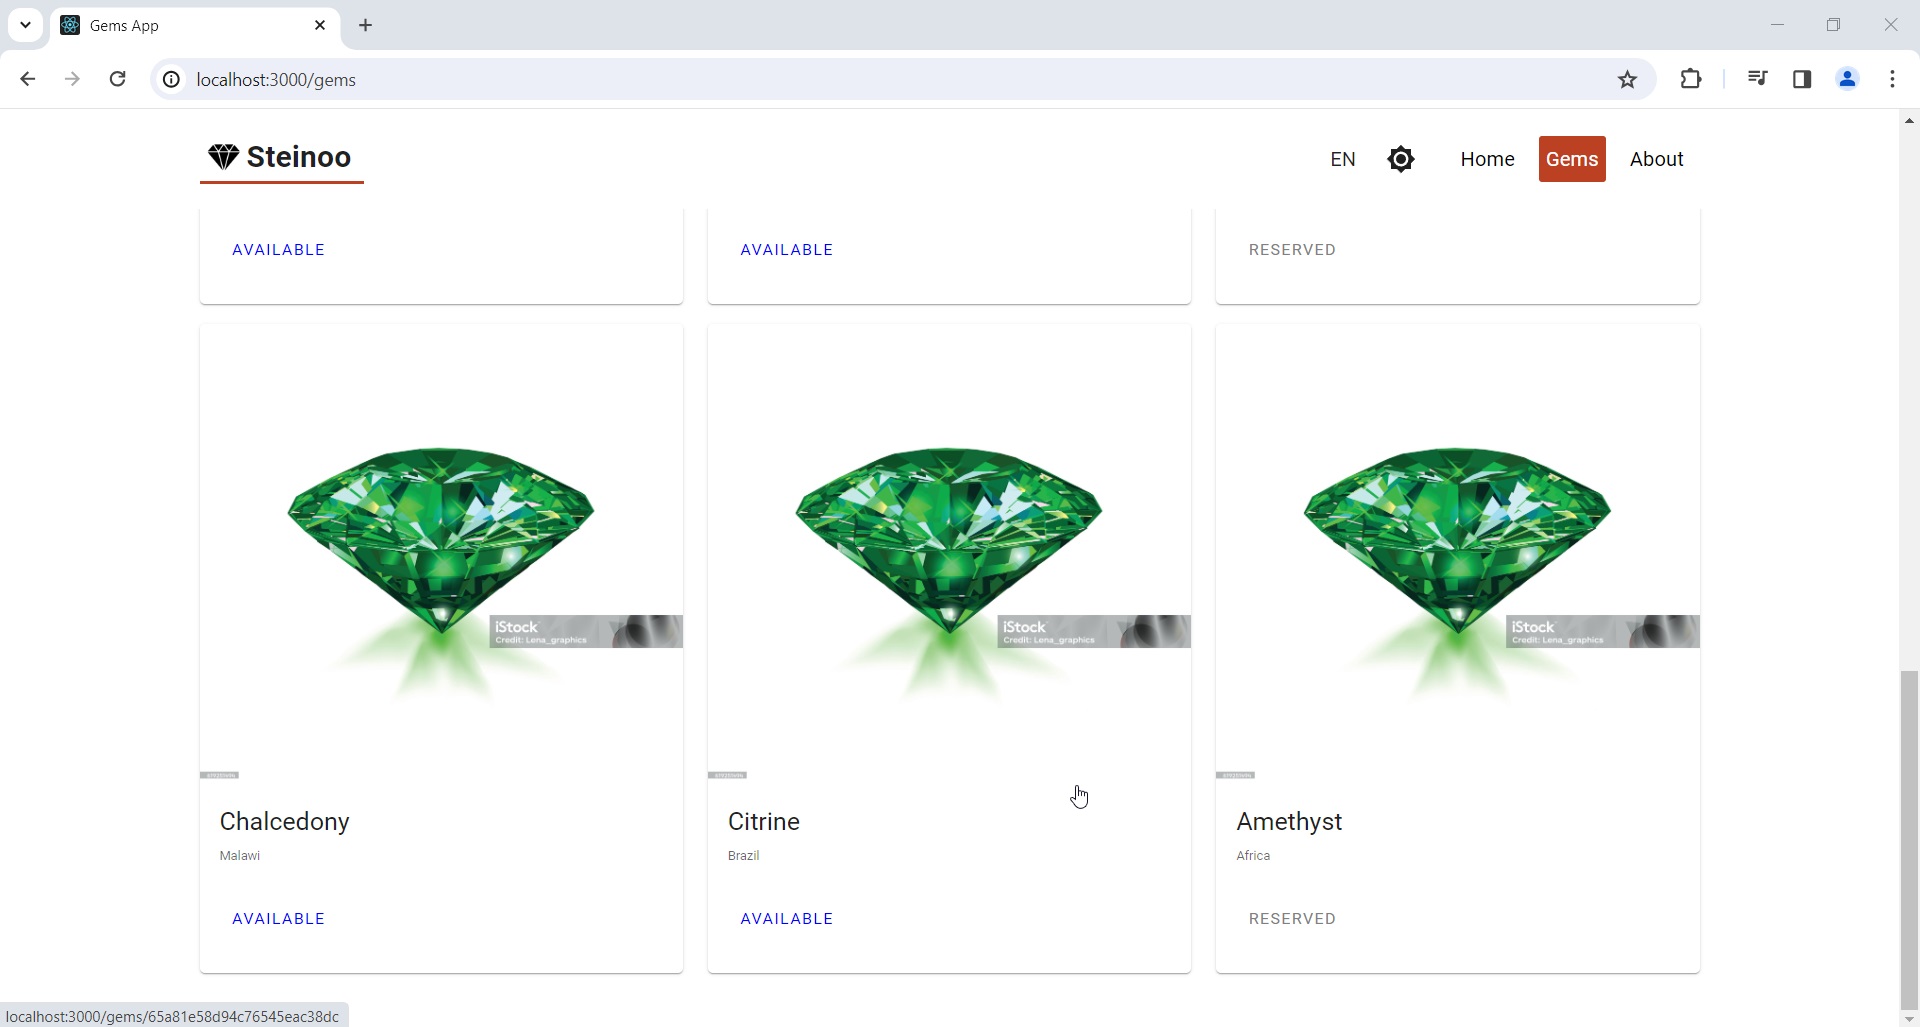 Gems App
localhost:3000/gems
Steinoo
EN
Home
Gems
About
AVAILABLE
AVAILABLE
RESERVED
iStock
Credit: Lena_graphics
iStock
Credit: Lena_graphics
iStock
Credit: Lena_graphics
Chalcedony
Citrine
Amethyst
Malawi
Brazil
Africa
AVAILABLE
AVAILABLE
RESERVED
localhost:3000/gems/65a81e58d94c76545eac38dc